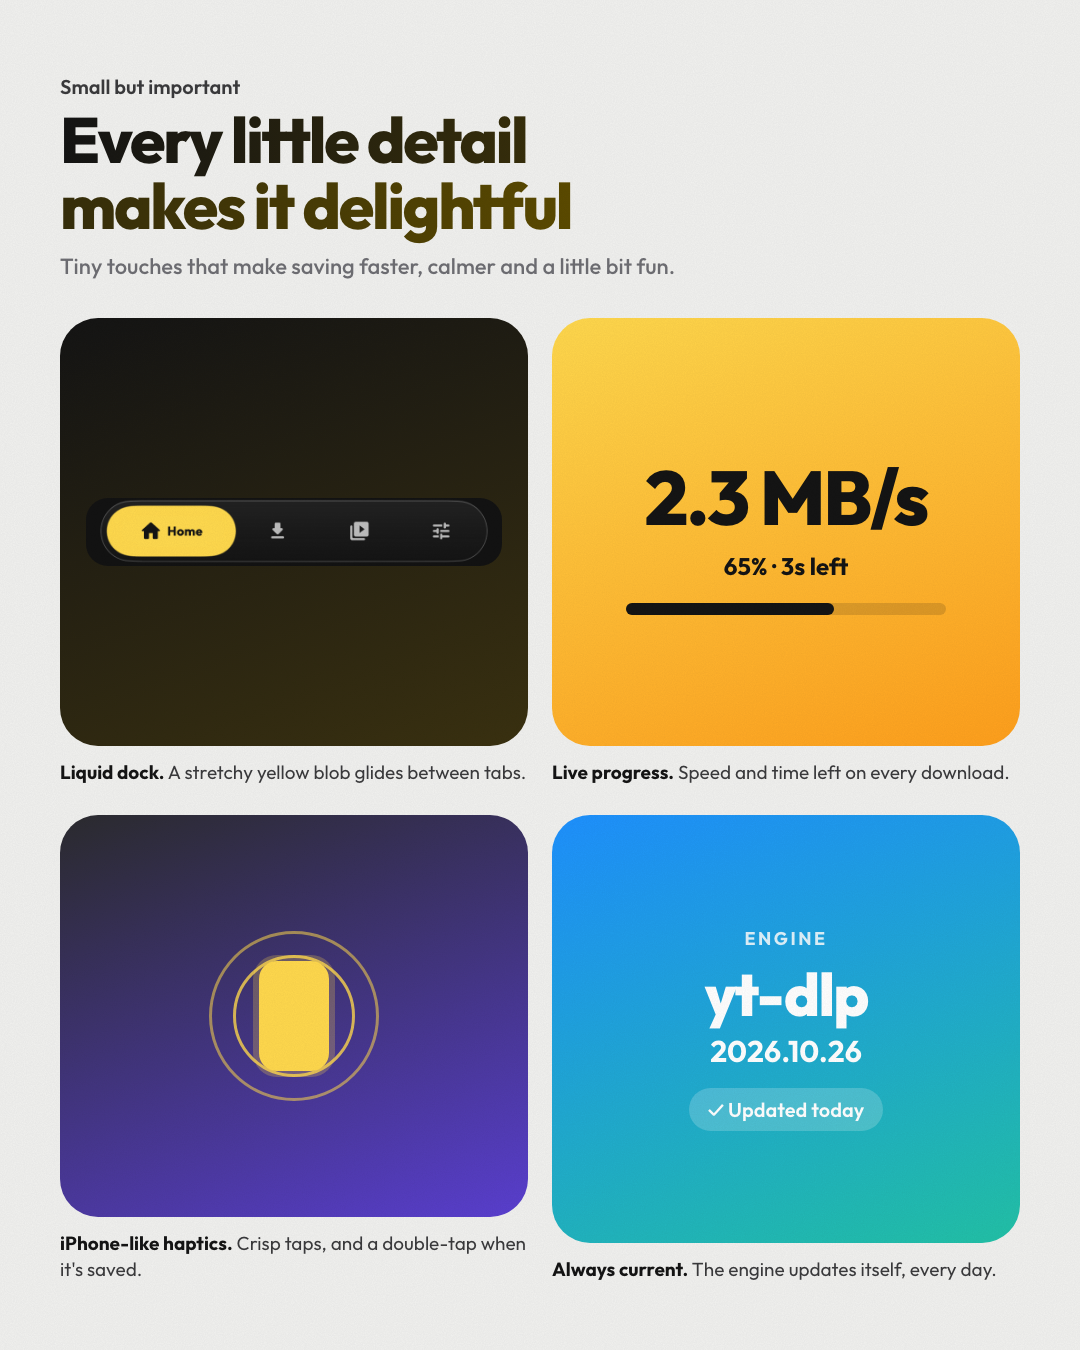 Small but important
Every little detail
makes it delightful
Tiny touches that make saving faster, calmer and a little bit fun.
Home
Liquid dock. A stretchy yellow blob glides between tabs.
2.3 MB/s
65% · 3s left
Live progress. Speed and time left on every download.
iPhone-like haptics. Crisp taps, and a double-tap when
it's saved.
ENGINE
yt-dlp
2026.10.26
✓ Updated today
Always current. The engine updates itself, every day.